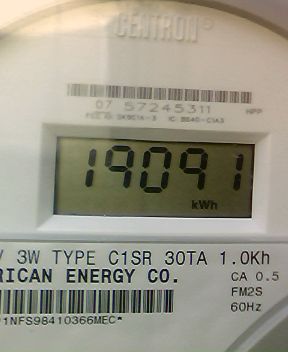 CENTRON
07 57245311
19091
kWh
V 3W TYPE C1SR 30TA 1.0Kh
RICAN ENERGY CO.
CA 0.5
FM2S
60Hz
1NFS98410366MEC*